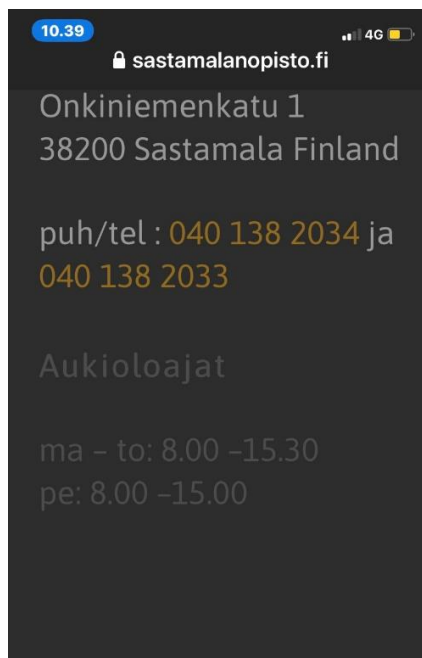 10.39
4G
sastamalanopisto.fi
Onkiniemenkatu 1
38200 Sastamala Finland
puh/tel : 040 138 2034 ja
040 138 2033
Aukioloajat
ma – to: 8.00 –15.30
pe: 8.00 –15.00